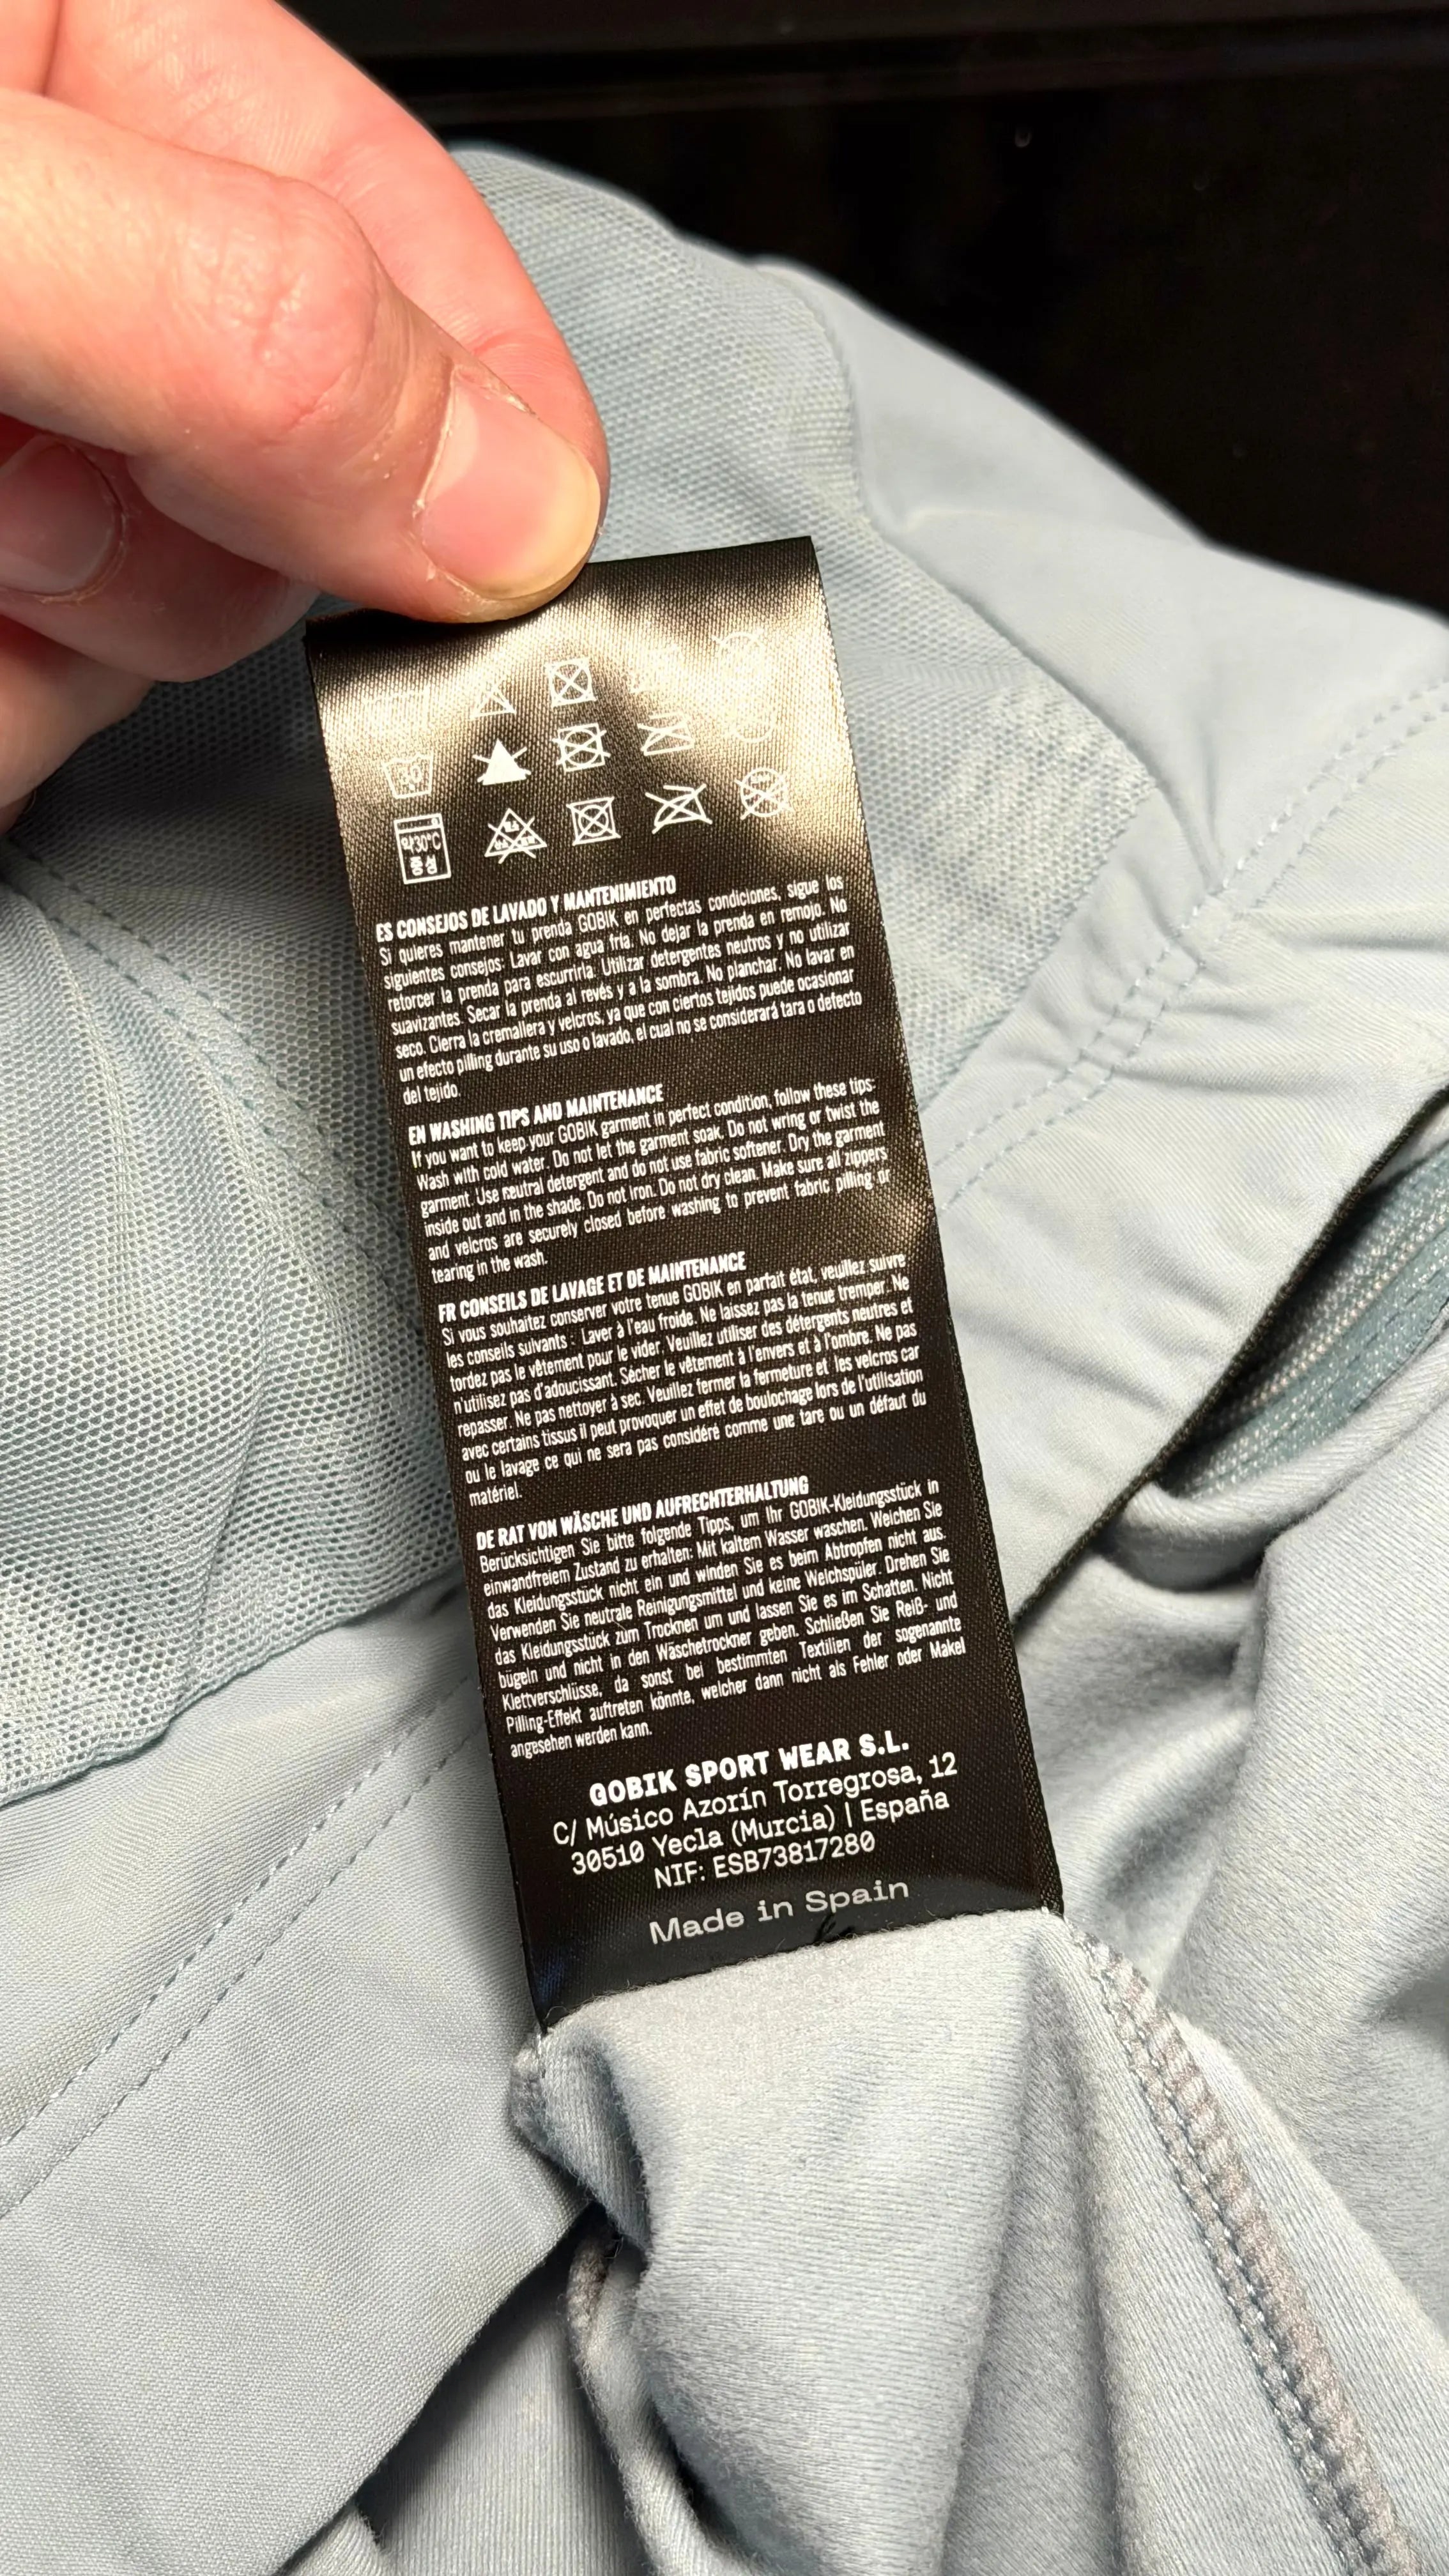 30°
약30°C
중성
ES CONSEJOS DE LAVADO Y MANTENIMIENTO
Si quieres mantener tu prenda GOBIK en perfectas condiciones, sigue los
siguientes consejos: Lavar con agua fría. No dejar la prenda en remojo. No
retorcer la prenda para escurrirla. Utilizar detergentes neutros y no utilizar
suavizantes. Secar la prenda al revés y a la sombra. No planchar. No lavar en
seco. Cierra la cremallera y velcros, ya que con ciertos tejidos puede ocasionar
un efecto pilling durante su uso o lavado, el cual no se considerará tara o defecto
del tejido.
EN WASHING TIPS AND MAINTENANCE
If you want to keep your GOBIK garment in perfect condition, follow these tips:
Wash with cold water. Do not let the garment soak. Do not wring or twist the
garment. Use neutral detergent and do not use fabric softener. Dry the garment
inside out and in the shade. Do not iron. Do not dry clean. Make sure all zippers
and velcros are securely closed before washing to prevent fabric pilling or
tearing in the wash.
FR CONSEILS DE LAVAGE ET DE MAINTENANCE
Si vous souhaitez conserver votre tenue GOBIK en parfait état, veuillez suivre
les conseils suivants : Laver à l'eau froide. Ne laissez pas la tenue tremper. Ne
tordez pas le vêtement pour le vider. Veuillez utiliser des détergents neutres et
n'utilisez pas d'adoucissant. Sécher le vêtement à l'envers et à l'ombre. Ne pas
repasser. Ne pas nettoyer à sec. Veuillez fermer la fermeture et les velcros car
avec certains tissus il peut provoquer un effet de boulochage lors de l'utilisation
ou le lavage ce qui ne sera pas considéré comme une tare ou un défaut du
matériel.
DE RAT VON WÄSCHE UND AUFRECHTERHALTUNG
Berücksichtigen Sie bitte folgende Tipps, um Ihr GOBIK-Kleidungsstück in
einwandfreiem Zustand zu erhalten: Mit kaltem Wasser waschen. Weichen Sie
das Kleidungsstück nicht ein und winden Sie es beim Abtropfen nicht aus.
Verwenden Sie neutrale Reinigungsmittel und keine Weichspüler. Drehen Sie
das Kleidungsstück zum Trocknen um und lassen Sie es im Schatten. Nicht
bügeln und nicht in den Wäschetrockner geben. Schließen Sie Reiß- und
Klettverschlüsse, da sonst bei bestimmten Textilien der sogenannte
Pilling-Effekt auftreten könnte, welcher dann nicht als Fehler oder Makel
angesehen werden kann.
GOBIK SPORT WEAR S.L.
C/ Músico Azorín Torregrosa, 12
30510 Yecla (Murcia) | España
NIF: ESB73817280
Made in Spain